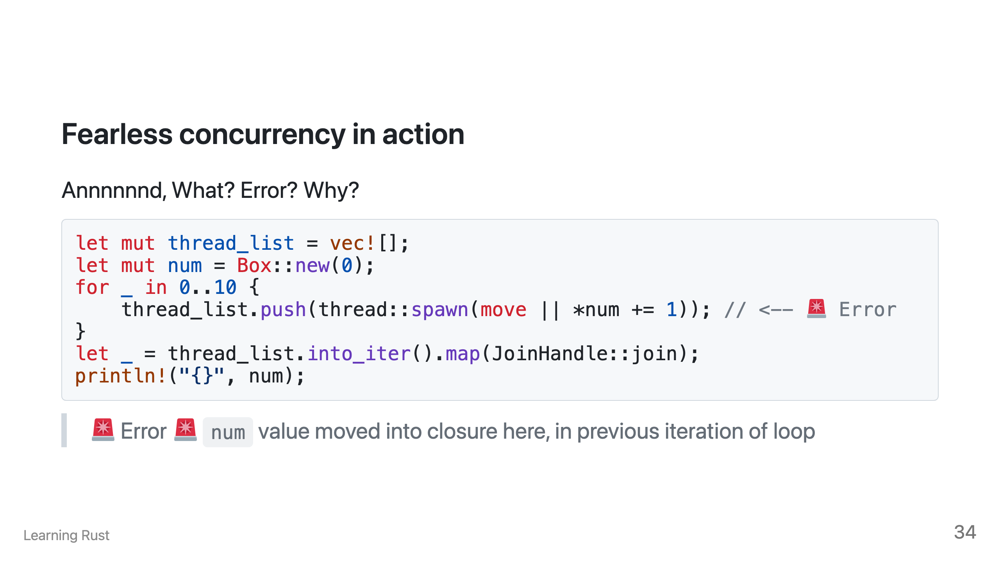 Fearless concurrency in action
Annnnnnd, What? Error? Why?
let mut thread_list = vec![];
let mut num = Box::new(0);
for _ in 0..10 {
    thread_list.push(thread::spawn(move || *num += 1)); // <-- 🚨 Error
}
let _ = thread_list.into_iter().map(JoinHandle::join);
println!("{}", num);
🚨 Error 🚨 num value moved into closure here, in previous iteration of loop
Learning Rust
34